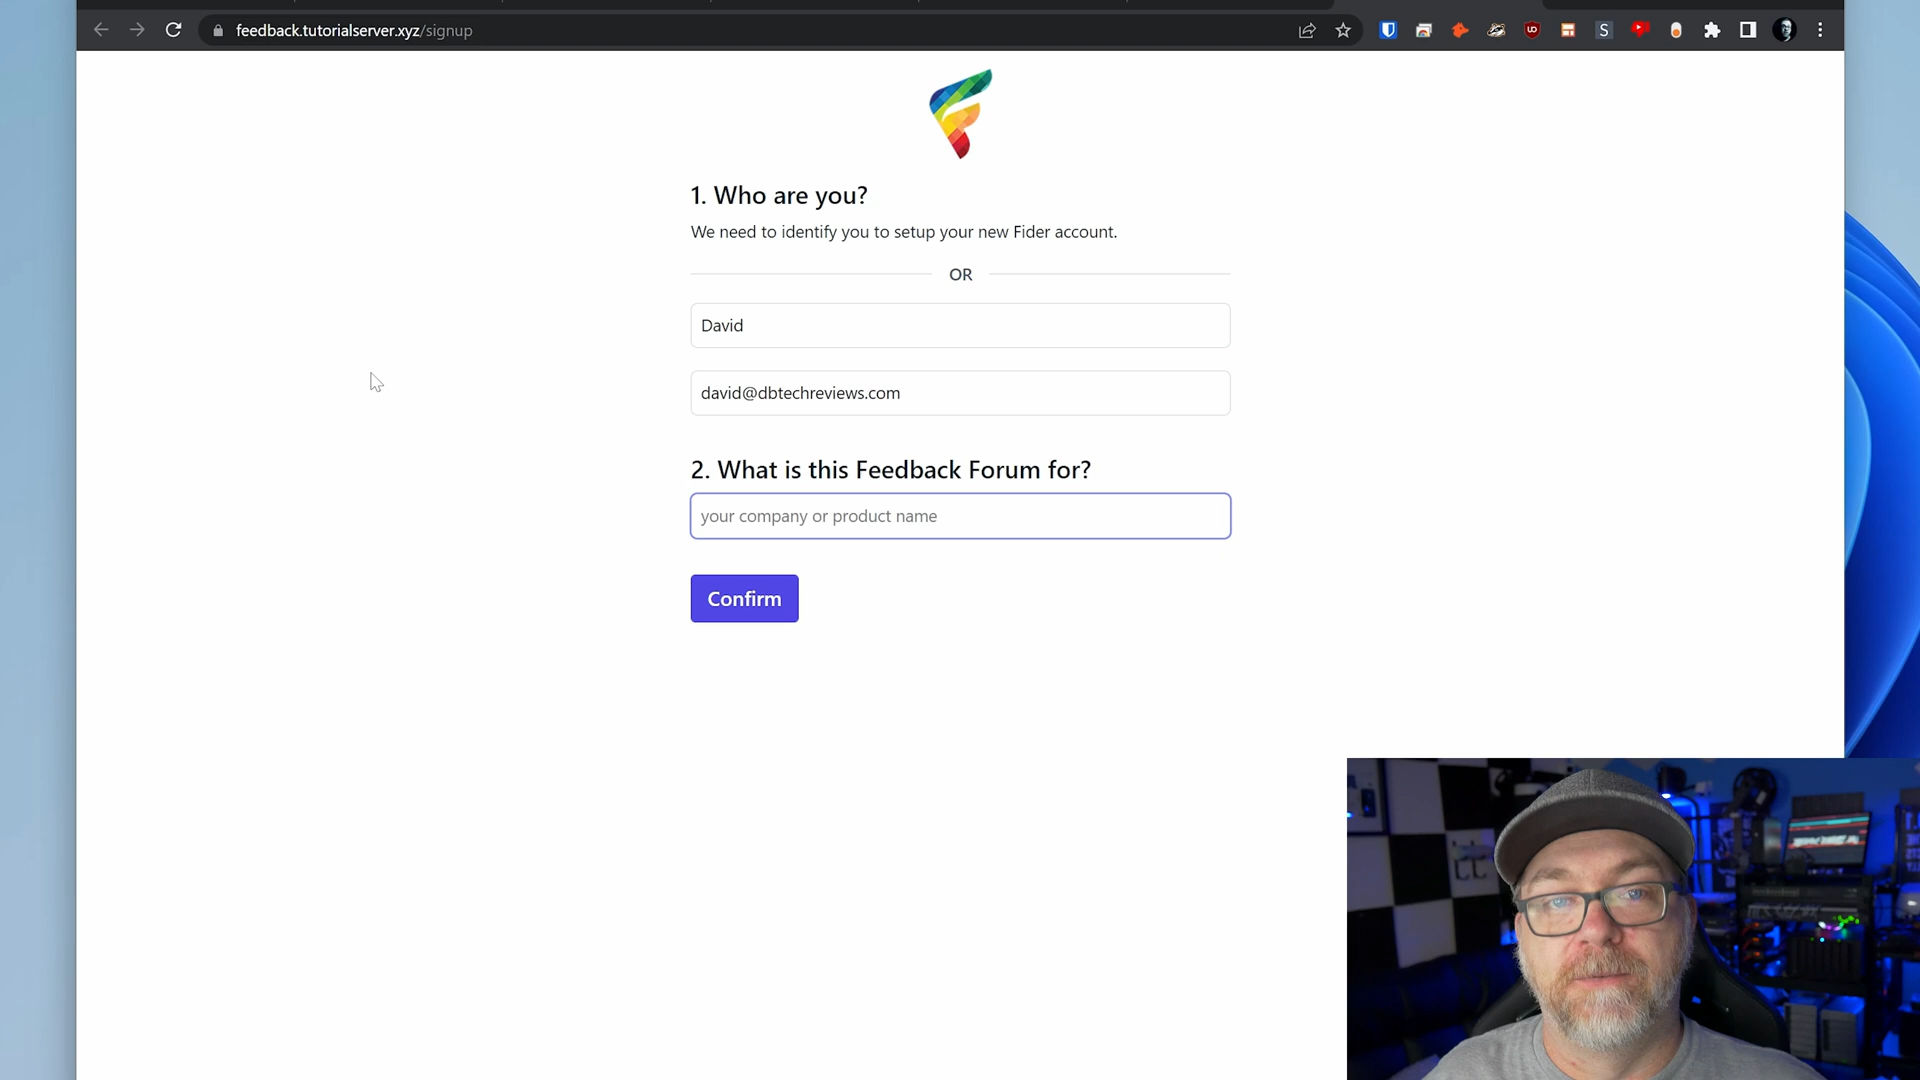 feedback.tutorialserver.xyz/signup
1. Who are you?
We need to identify you to setup your new Fider account.
OR
David
david@dbtechreviews.com
2. What is this Feedback Forum for?
your company or product name
Confirm